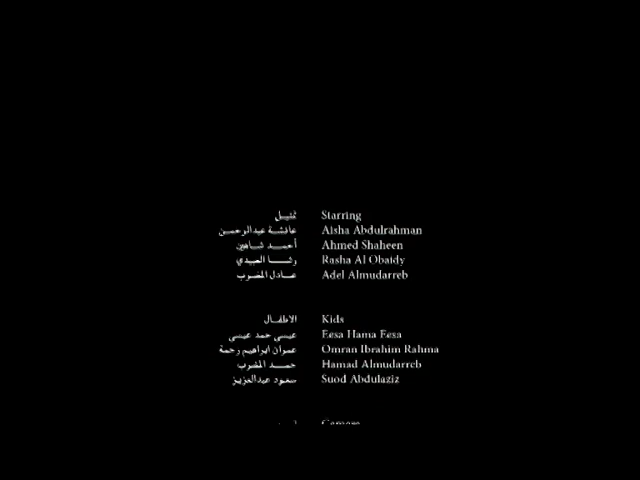 تمثيل Starring
عائشة عبدالرحمن Aisha Abdulrahman
أحمد شاهين Ahmed Shaheen
رشا العبيدي Rasha Al Obaidy
عادل المضرب Adel Almudarreb
الاطفال Kids
عيسى حمد عيسى Eesa Hama Eesa
عمران ابراهيم رحمة Omran Ibrahim Rahma
حمد المضرب Hamad Almudarreb
سعود عبدالعزيز Suod Abdulaziz
Camera